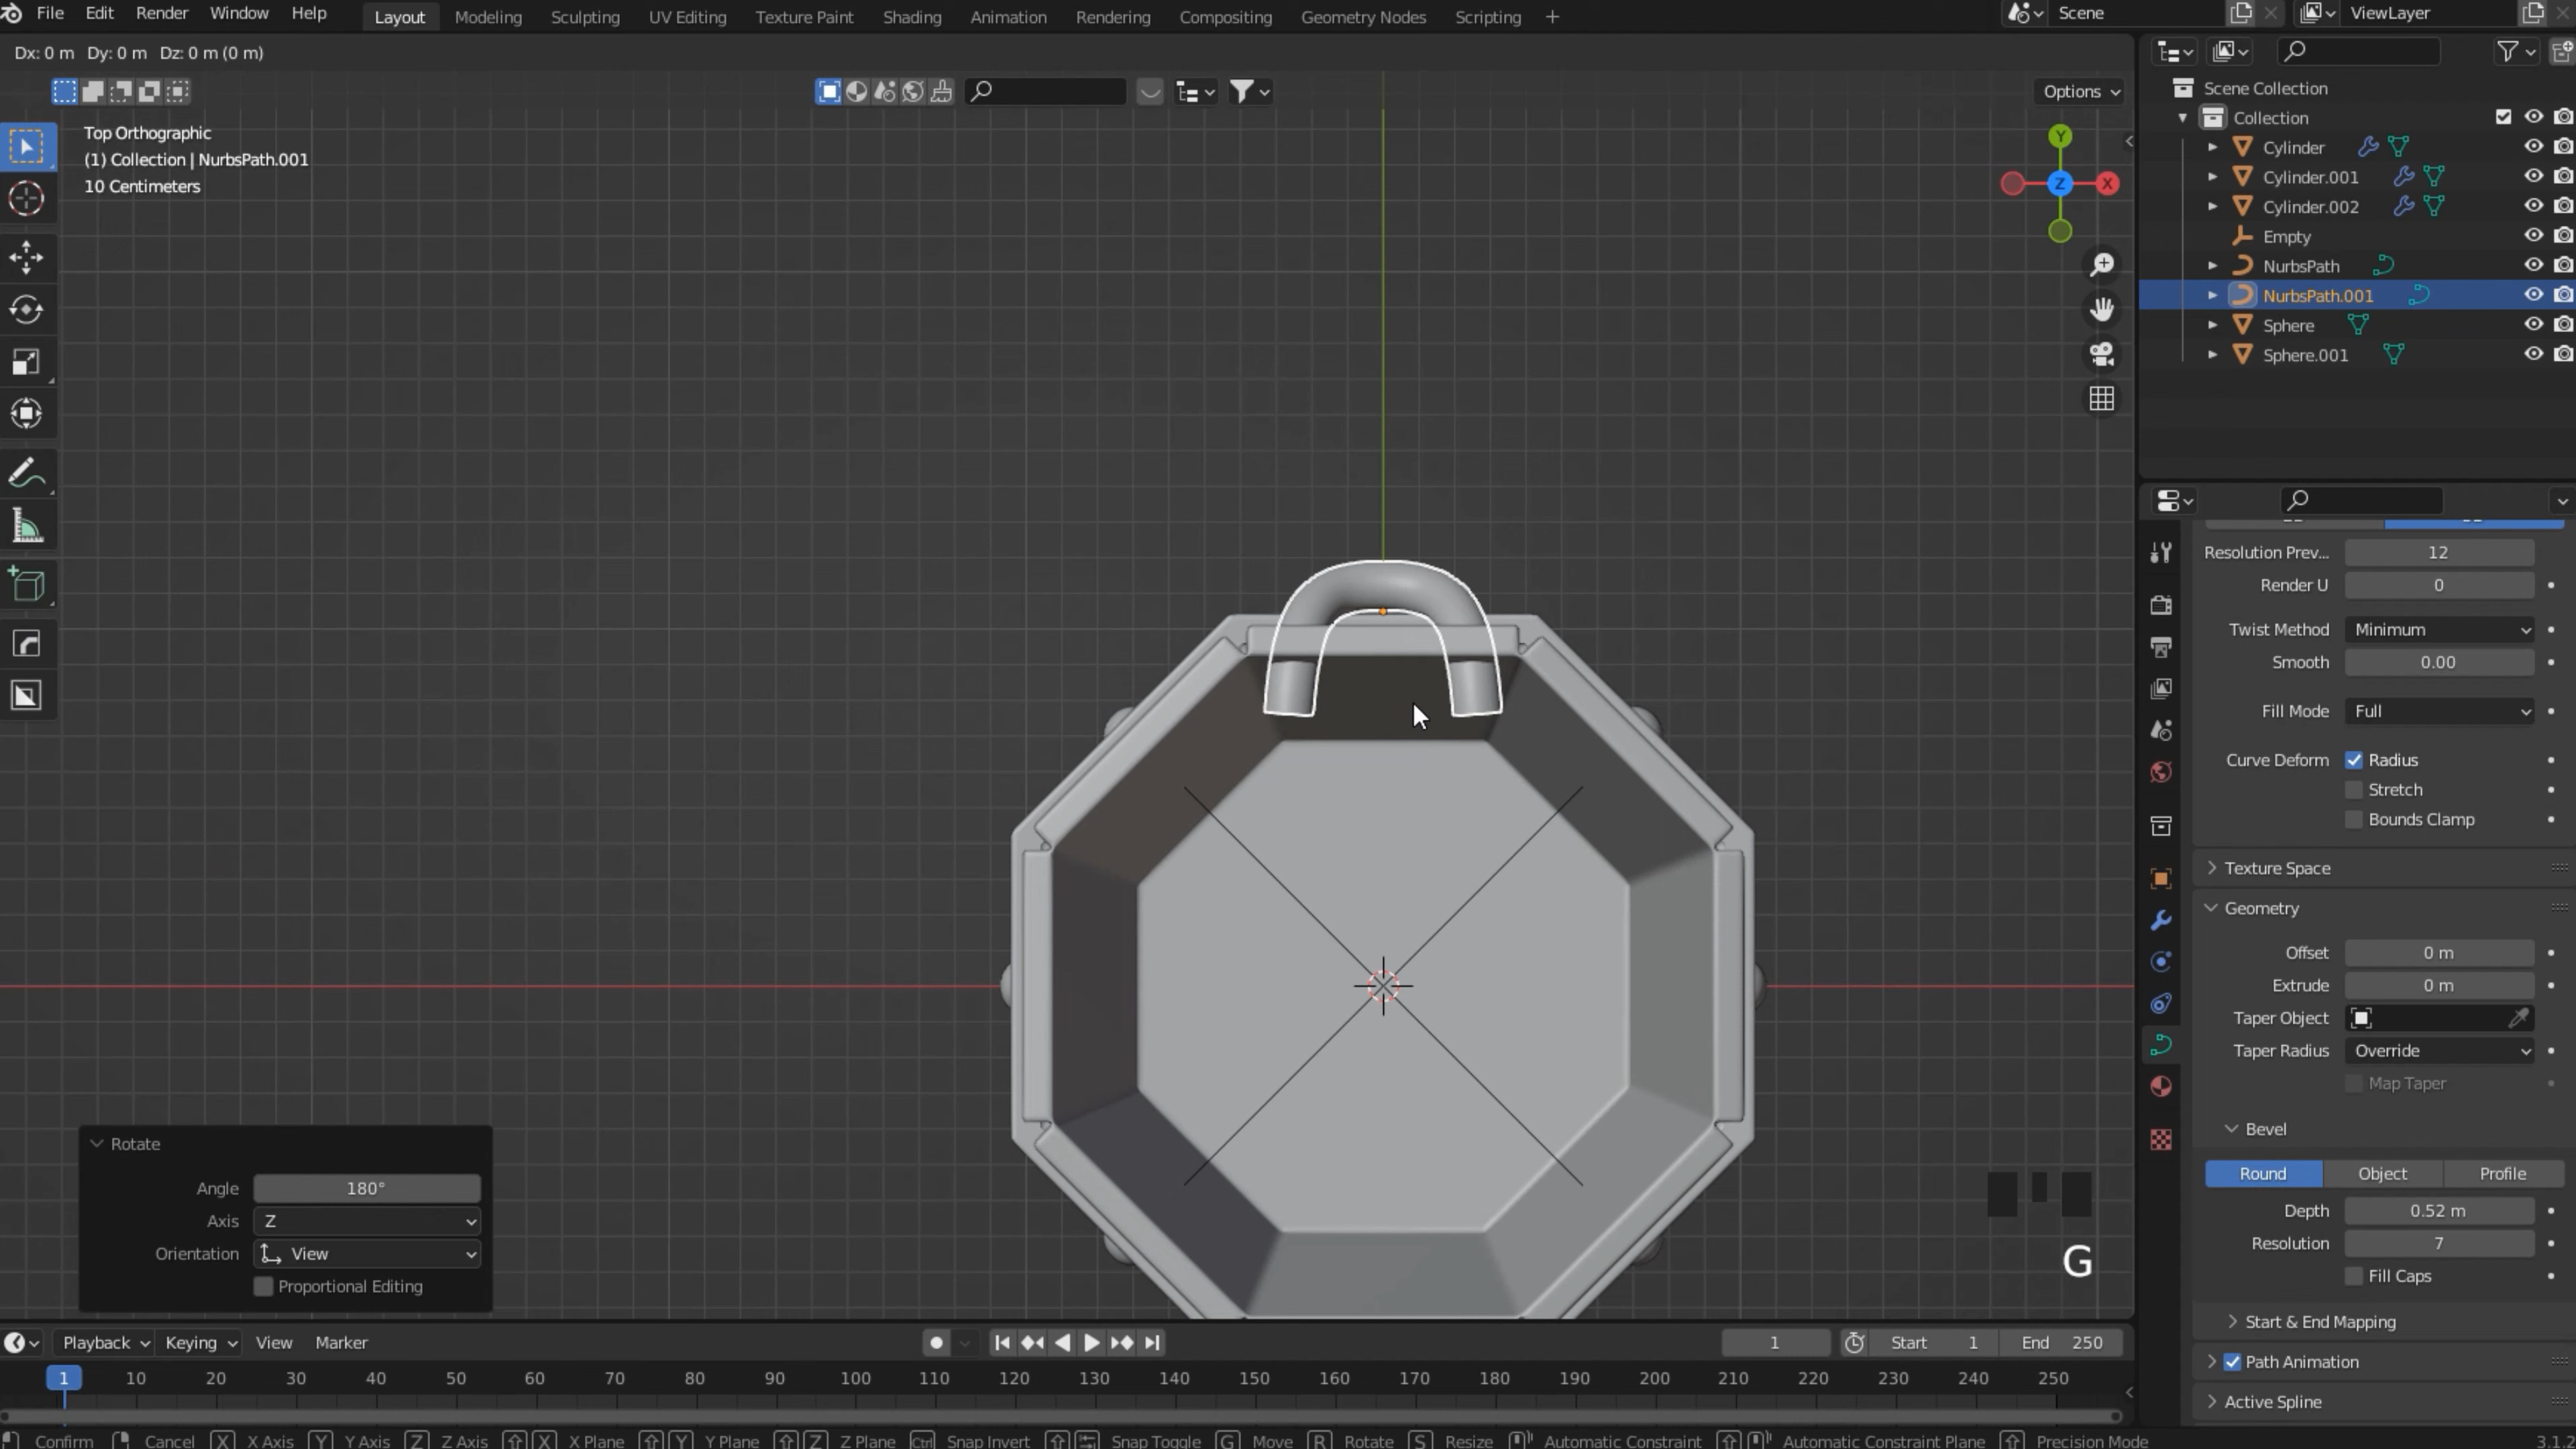 File Edit Render Window Help Layout Modeling Sculpting UV Editing Texture Paint Shading Animation Rendering Compositing Geometry Nodes Scripting + Scene ViewLayer
Dx: 0 m Dy: 0 m Dz: 0 m (0 m)
Options
Top Orthographic
(1) Collection | NurbsPath.001
10 Centimeters
Y
Z
X
Scene Collection
Collection
Cylinder
Cylinder.001
Cylinder.002
Empty
NurbsPath
NurbsPath.001
Sphere
Sphere.001
Resolution Prev... 12
Render U 0
Twist Method Minimum
Smooth 0.00
Fill Mode Full
Curve Deform Radius
Stretch
Bounds Clamp
Texture Space
Geometry
Offset 0 m
Extrude 0 m
Taper Object
Taper Radius Override
Map Taper
Bevel
Round Object Profile
Depth 0.52 m
Resolution 7
Fill Caps
Start & End Mapping
Path Animation
Active Spline
Rotate
Angle 180°
Axis Z
Orientation View
Proportional Editing
G
Playback Keying View Marker 1 Start 1 End 250
1 10 20 30 40 50 60 70 80 90 100 110 120 130 140 150 160 170 180 190 200 210 220 230 240 250
Confirm Cancel X X Axis Y Y Axis Z Z Axis X X Plane Y Y Plane Z Z Plane Ctrl Snap Invert Snap Toggle G Move R Rotate S Resize Automatic Constraint Automatic Constraint Plane Precision Mode 3.1.2